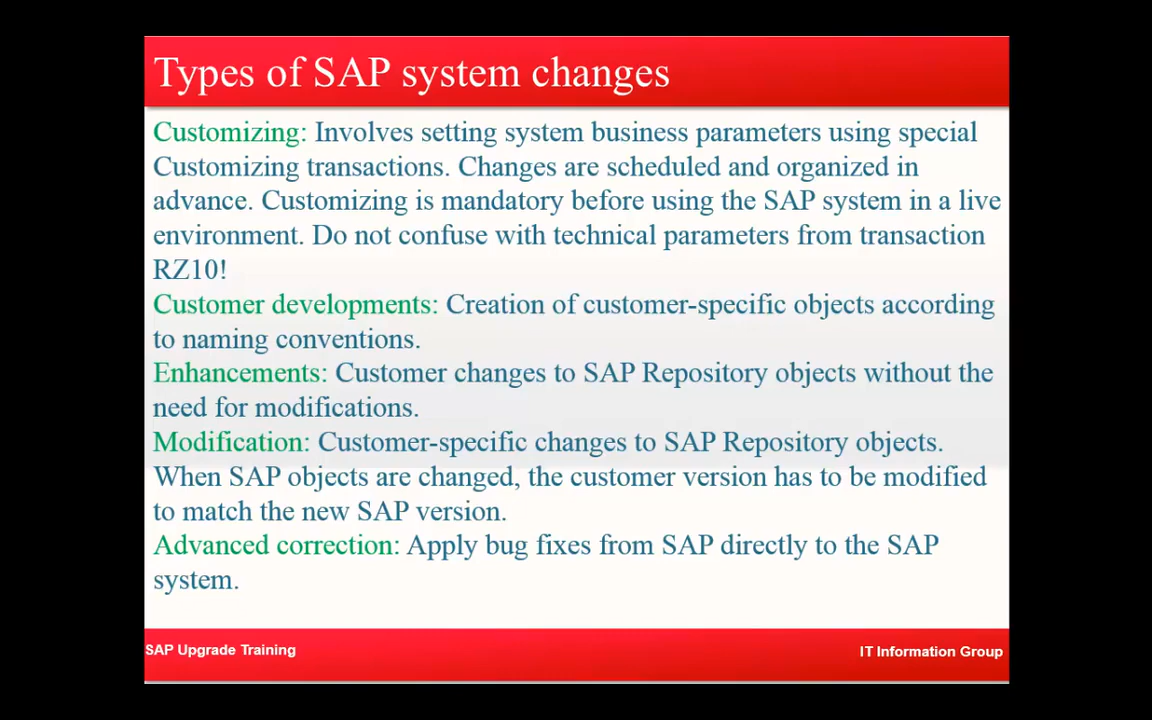 Types of SAP system changes
Customizing: Involves setting system business parameters using special
Customizing transactions. Changes are scheduled and organized in
advance. Customizing is mandatory before using the SAP system in a live
environment. Do not confuse with technical parameters from transaction
RZ10!
Customer developments: Creation of customer-specific objects according
to naming conventions.
Enhancements: Customer changes to SAP Repository objects without the
need for modifications.
Modification: Customer-specific changes to SAP Repository objects.
When SAP objects are changed, the customer version has to be modified
to match the new SAP version.
Advanced correction: Apply bug fixes from SAP directly to the SAP
system.
SAP Upgrade Training
IT Information Group